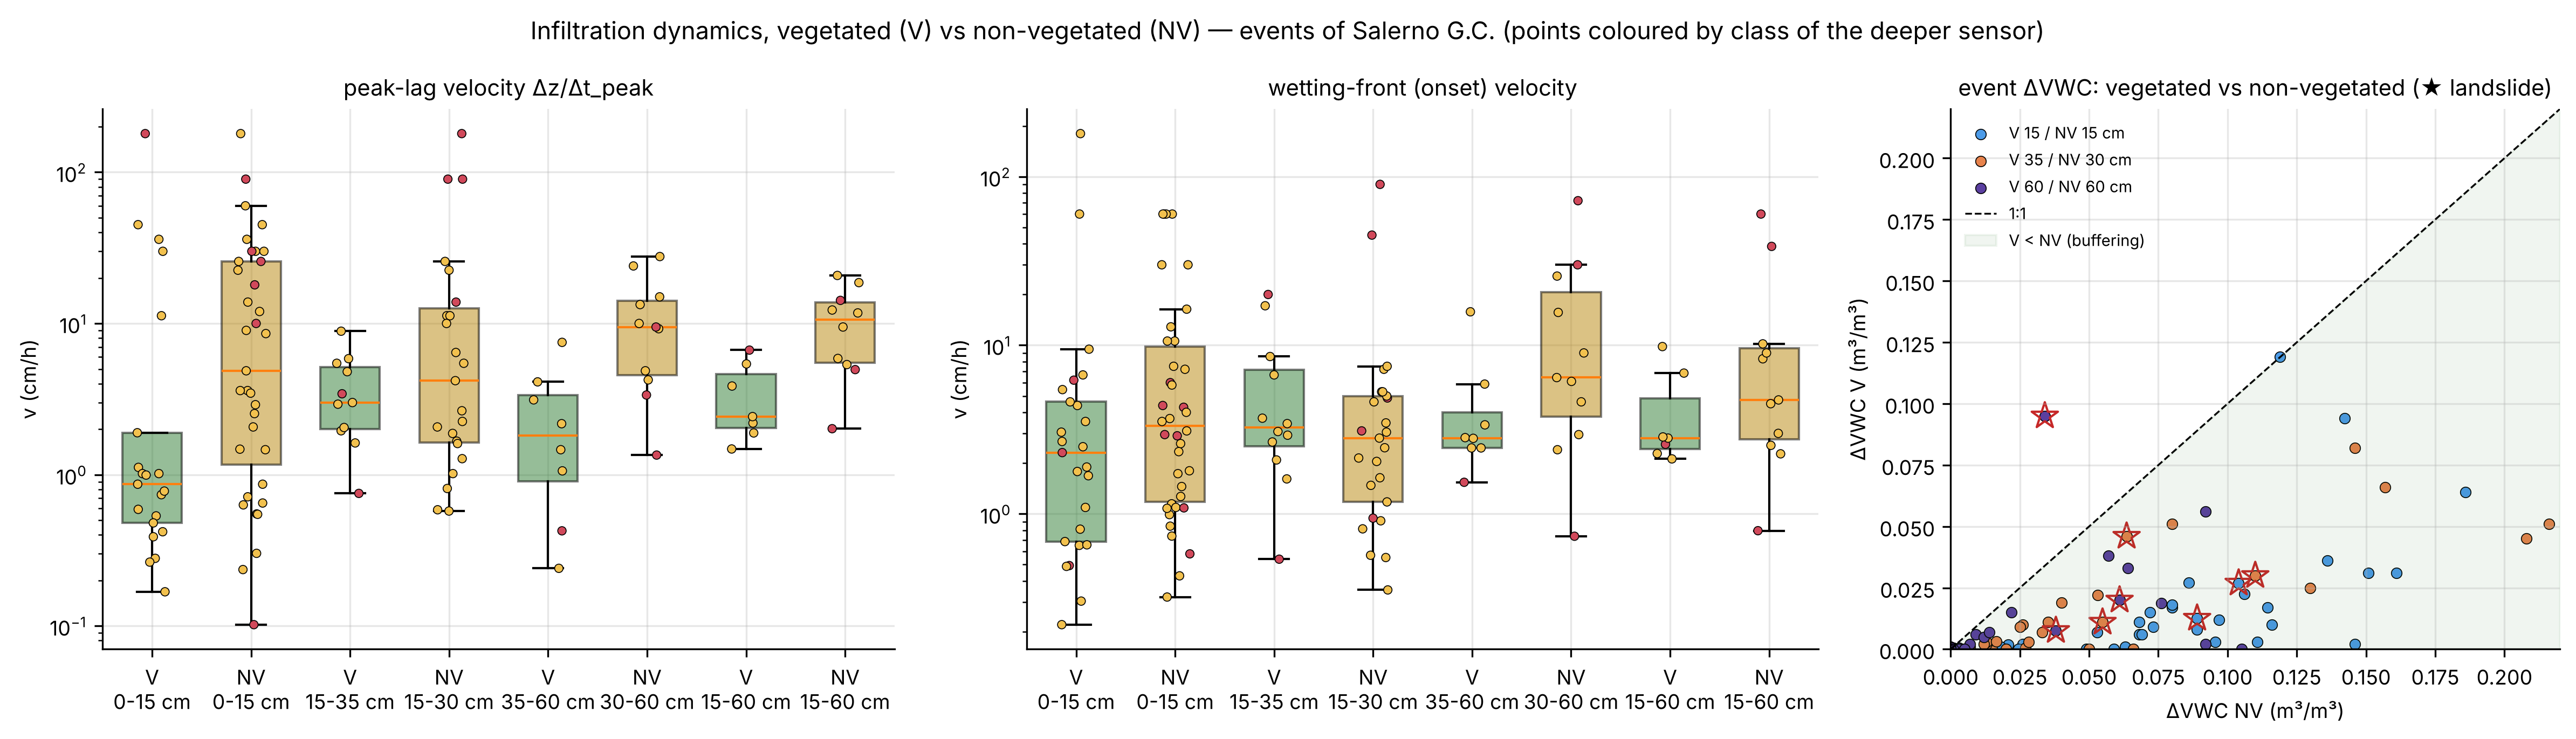 Infiltration dynamics, vegetated (V) vs non-vegetated (NV) — events of Salerno G.C. (points coloured by class of the deeper sensor)
peak-lag velocity Δz/Δt_peak
v (cm/h)
10²
10¹
10⁰
10⁻¹
V NV V NV V NV V NV
0-15 cm 0-15 cm 15-35 cm 15-30 cm 35-60 cm 30-60 cm 15-60 cm 15-60 cm
wetting-front (onset) velocity
v (cm/h)
10²
10¹
10⁰
V NV V NV V NV V NV
0-15 cm 0-15 cm 15-35 cm 15-30 cm 35-60 cm 30-60 cm 15-60 cm 15-60 cm
event ΔVWC: vegetated vs non-vegetated (★ landslide)
V 15 / NV 15 cm
V 35 / NV 30 cm
V 60 / NV 60 cm
1:1
V < NV (buffering)
ΔVWC V (m³/m³)
0.200
0.175
0.150
0.125
0.100
0.075
0.050
0.025
0.000
0.000 0.025 0.050 0.075 0.100 0.125 0.150 0.175 0.200
ΔVWC NV (m³/m³)